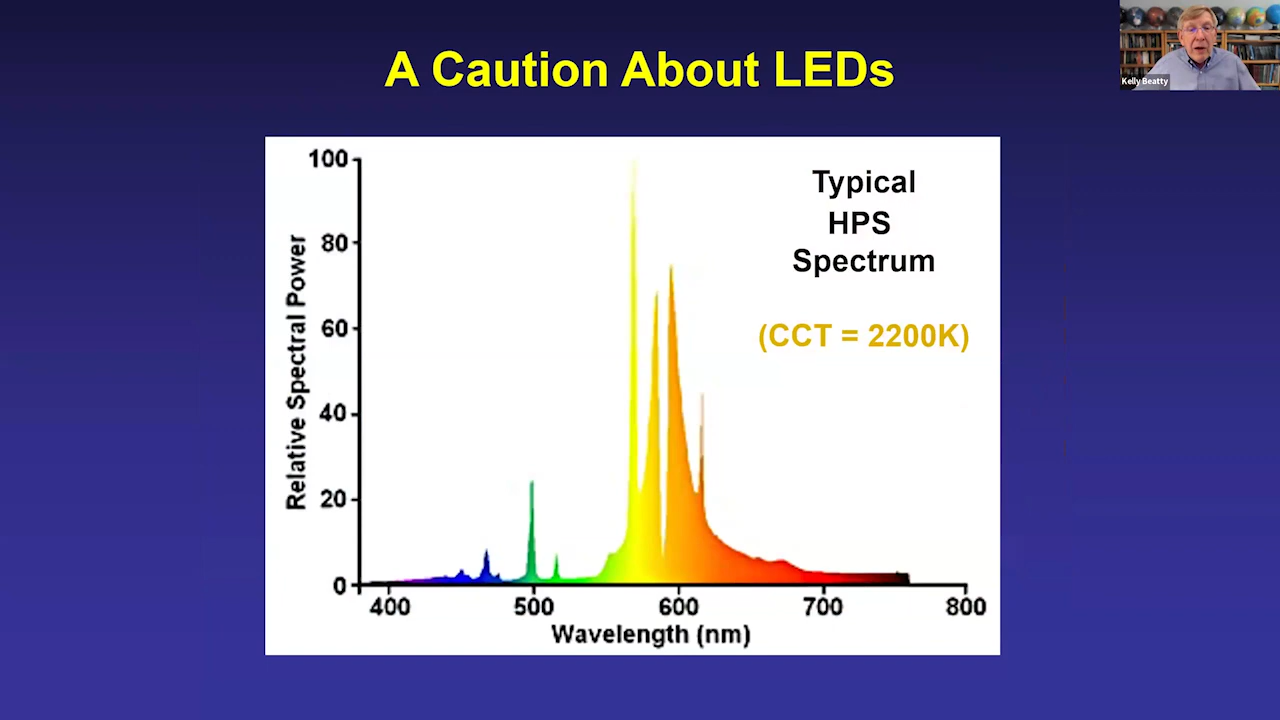 A Caution About LEDs
Kelly Beatty
Typical
HPS
Spectrum
(CCT = 2200K)
Relative Spectral Power
100
80
60
40
20
0
400 500 600 700 800
Wavelength (nm)